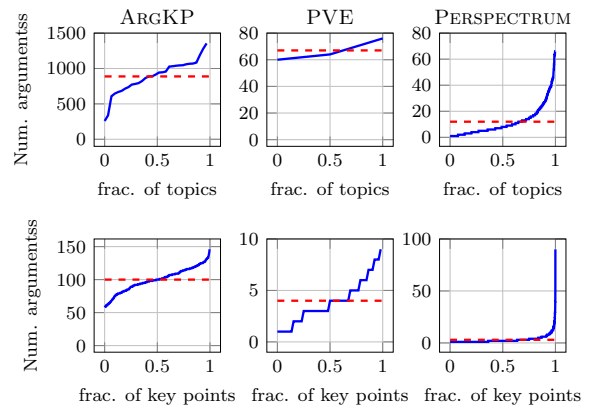 ARGKP PVE PERSPECTRUM
Num. argumentss
1500
1000
500
0
0 0.5 1
frac. of topics
80
60
40
20
0
0 0.5 1
frac. of topics
80
60
40
20
0
0 0.5 1
frac. of topics
Num. argumentss
150
100
50
0
0 0.5 1
frac. of key points
10
5
0
0 0.5 1
frac. of key points
100
50
0
0 0.5 1
frac. of key points